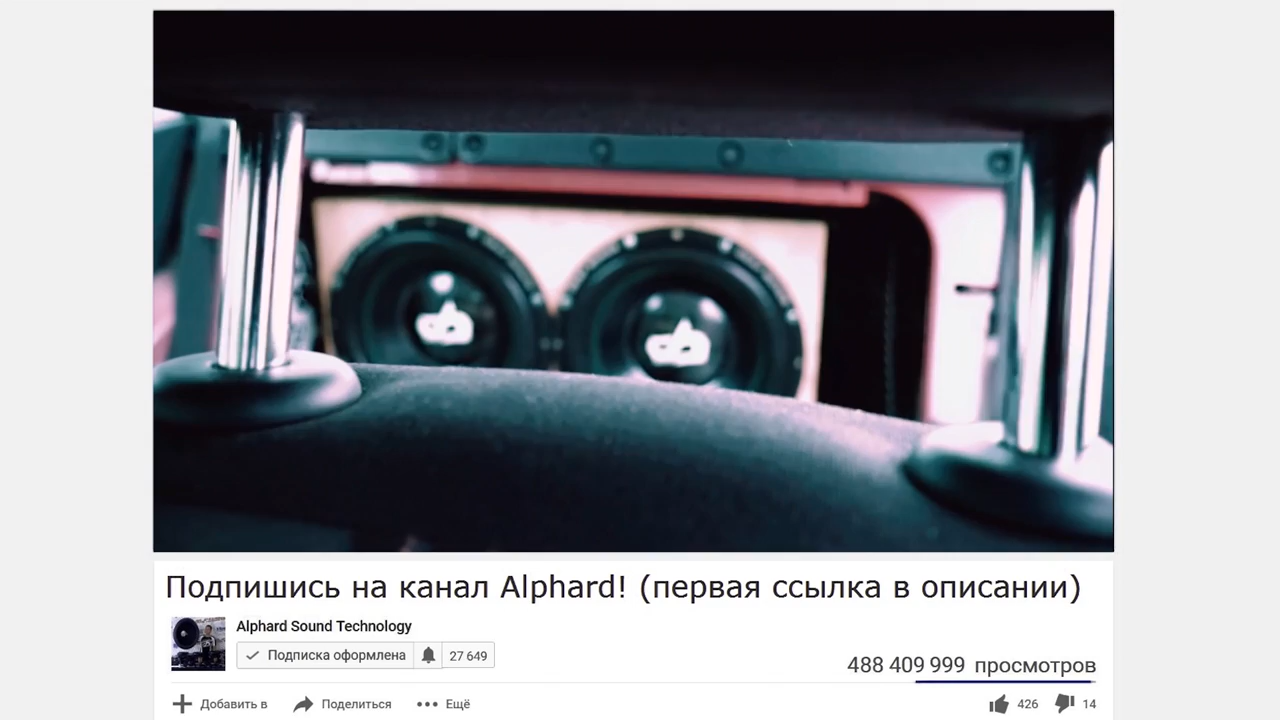 Подпишись на канал Alphard! (первая ссылка в описании)
Alphard Sound Technology
Подписка оформлена 27 649
488 409 999 просмотров
Добавить в Поделиться Ещё 426 14